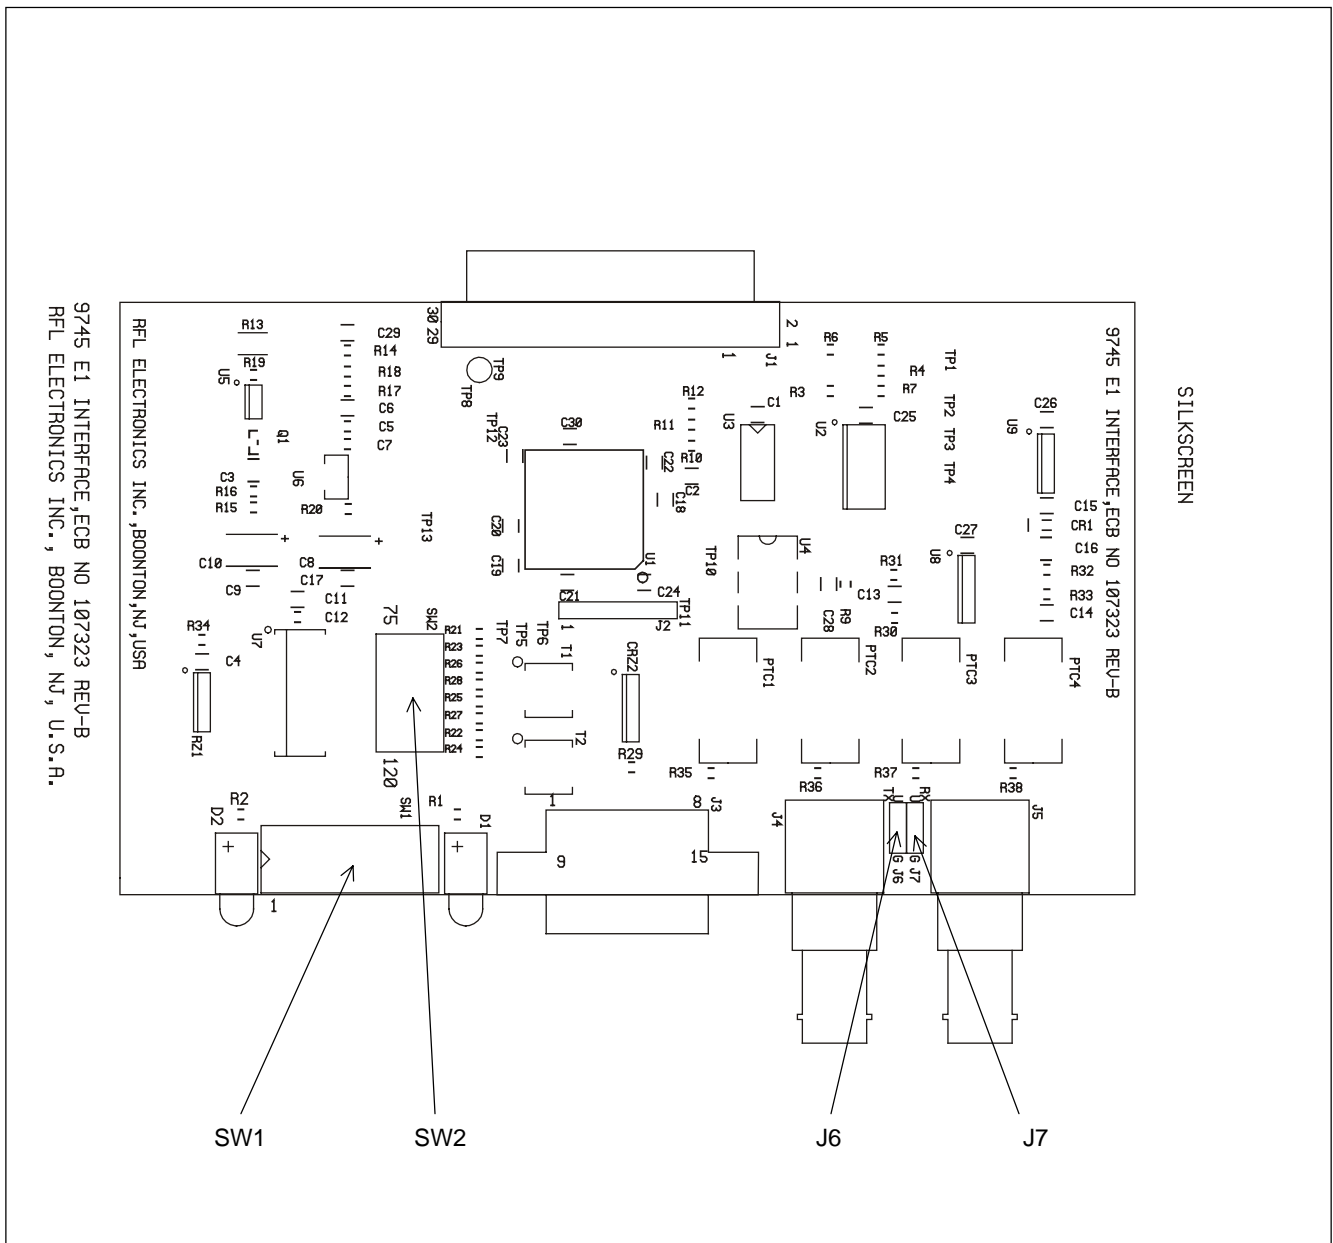 SILKSCREEN
9745 E1 INTERFACE,ECB NO 107323 REV-B
RFL ELECTRONICS INC., BOONTON, NJ, U.S.A.
RFL ELECTRONICS INC.,BOONTON,NJ,USA
9745 E1 INTERFACE,ECB NO 107323 REV-B
30 29
2 1
1
J1
R13
C29
R14
R19
R18
U5
R17
C6
C5
Q1
C7
U6
C3
R16
R15
R20
C10
+
C8
+
C9
C17
C11
C12
R34
U7
C4
RZ1
TP9
TP8
TP12
C23
C30
C22
C18
C20
C19
U1
C21
C24
TP13
TP10
TP11
J2
1
R12
R11
R10
C2
R3
C1
U3
R6
R5
R4
R7
U2
C25
TP1
TP2
TP3
TP4
C26
U9
C15
CR1
C16
R32
R33
C14
C27
U8
U4
R31
C13
R9
C28
R30
75
SW2
120
R21
R23
R26
R28
R25
R27
R22
R24
TP7
TP5
TP6
T1
T2
CRZ2
R29
PTC1
PTC2
PTC3
PTC4
R35
R36
R37
R38
R2
D2
+
SW1
1
R1
D1
+
1
8
J3
9
15
J4
TX
U
U
RX
G J6
G J7
J5
SW1
SW2
J6
J7